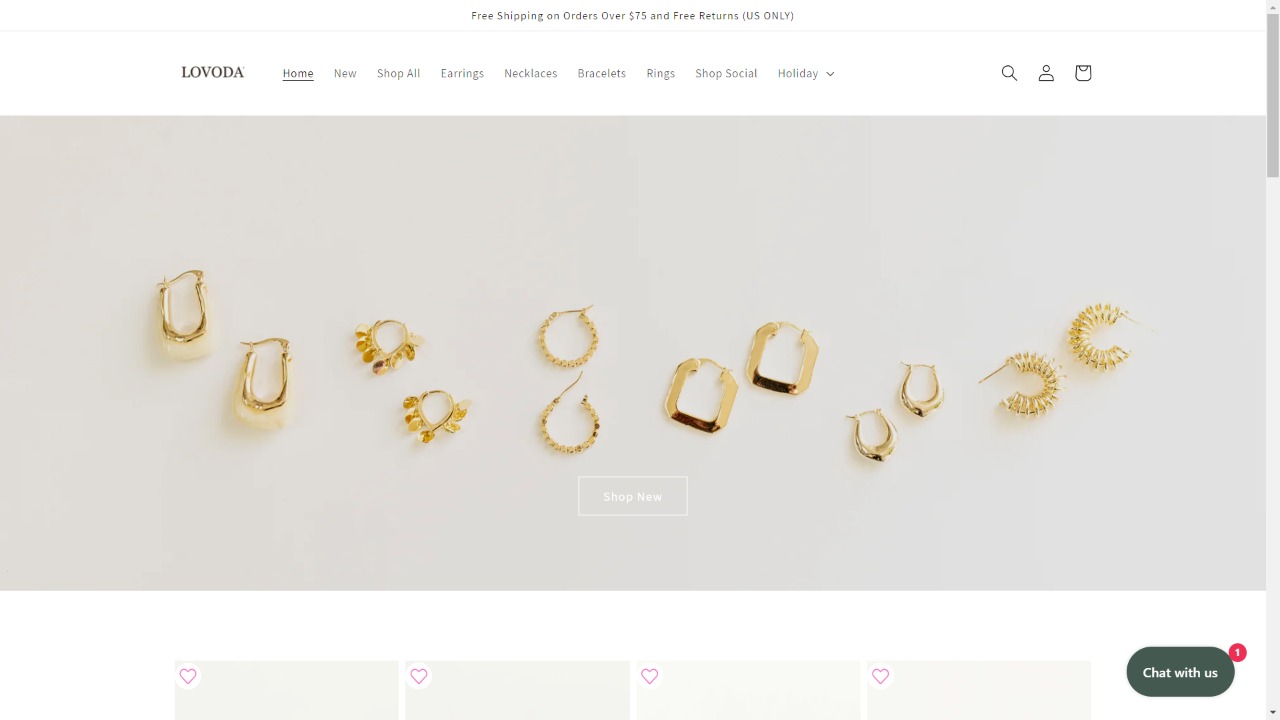 Free Shipping on Orders Over $75 and Free Returns (US ONLY)
LOVODA
Home
New
Shop All
Earrings
Necklaces
Bracelets
Rings
Shop Social
Holiday
Shop New
1
Chat with us